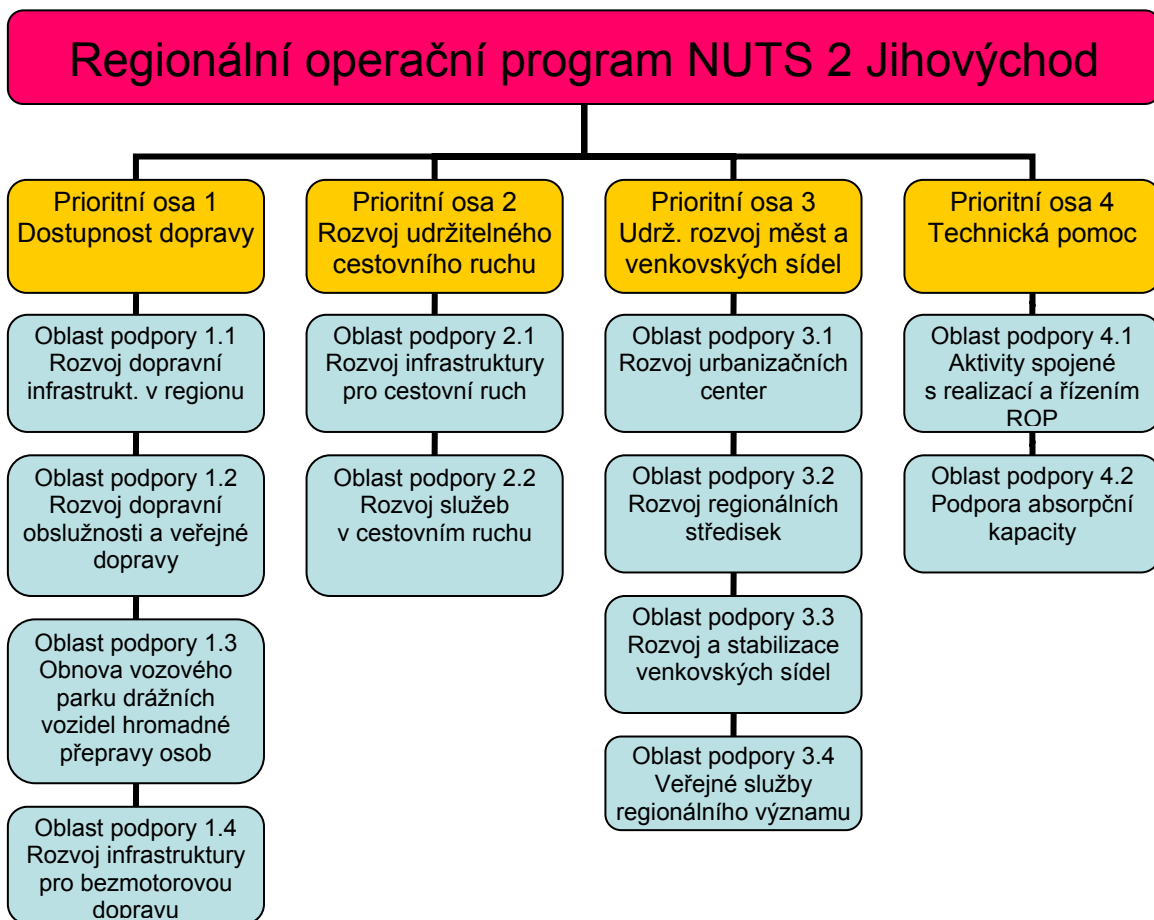 Regionální operační program NUTS 2 Jihovýchod
Prioritní osa 1
Dostupnost dopravy
Prioritní osa 2
Rozvoj udržitelného
cestovního ruchu
Prioritní osa 3
Udrž. rozvoj měst a
venkovských sídel
Prioritní osa 4
Technická pomoc
Oblast podpory 1.1
Rozvoj dopravní
infrastrukt. v regionu
Oblast podpory 2.1
Rozvoj infrastruktury
pro cestovní ruch
Oblast podpory 3.1
Rozvoj urbanizačních
center
Oblast podpory 4.1
Aktivity spojené
s realizací a řízením
ROP
Oblast podpory 1.2
Rozvoj dopravní
obslužnosti a veřejné
dopravy
Oblast podpory 2.2
Rozvoj služeb
v cestovním ruchu
Oblast podpory 3.2
Rozvoj regionálních
středisek
Oblast podpory 4.2
Podpora absorpční
kapacity
Oblast podpory 1.3
Obnova vozového
parku drážních
vozidel hromadné
přepravy osob
Oblast podpory 3.3
Rozvoj a stabilizace
venkovských sídel
Oblast podpory 3.4
Veřejné služby
regionálního významu
Oblast podpory 1.4
Rozvoj infrastruktury
pro bezmotorovou
dopravu